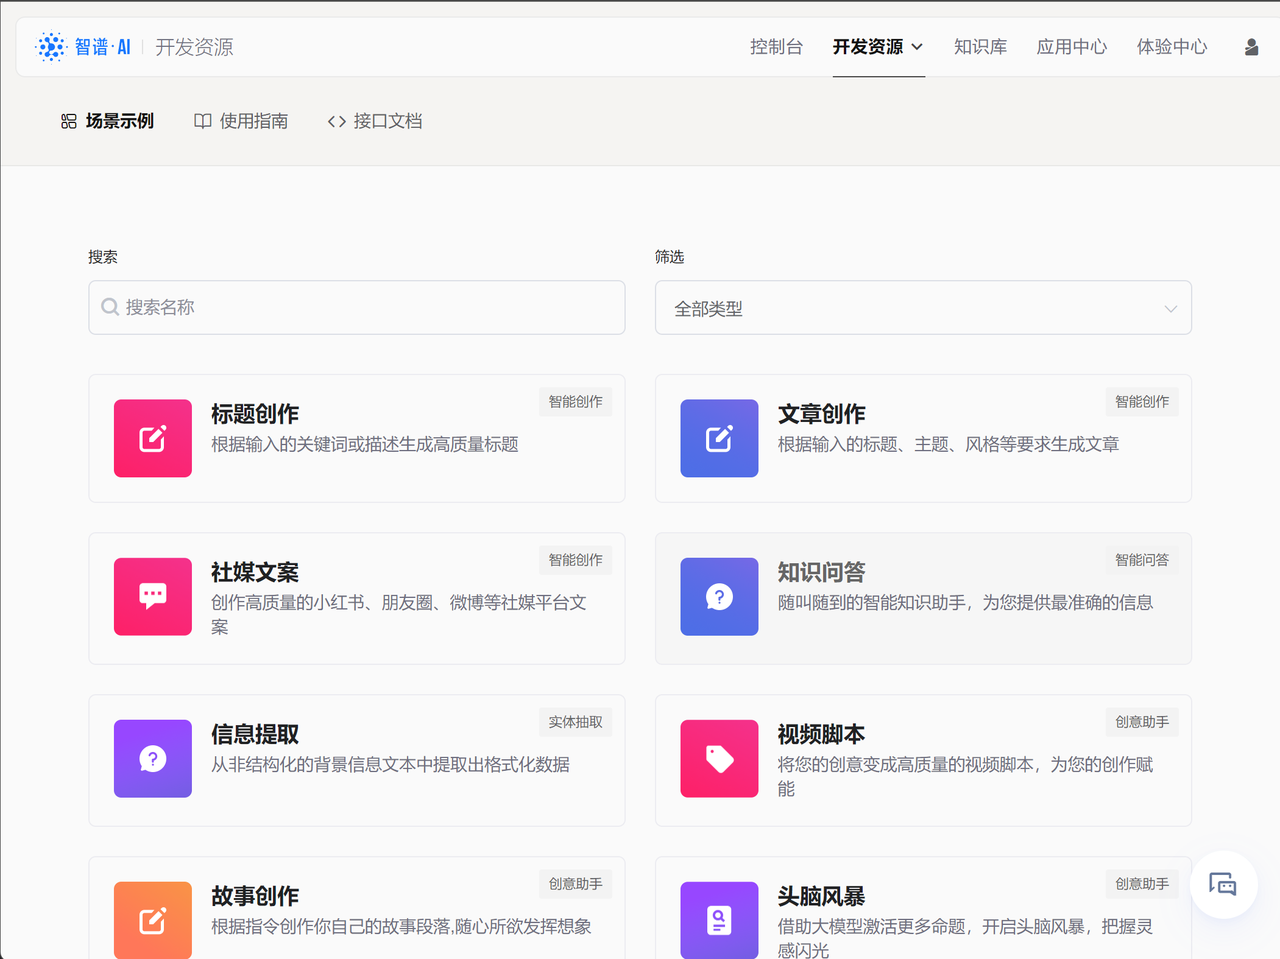 智谱·AI
开发资源
控制台
开发资源
知识库
应用中心
体验中心
场景示例
使用指南
接口文档
搜索
筛选
搜索名称
全部类型
标题创作
智能创作
根据输入的关键词或描述生成高质量标题
文章创作
智能创作
根据输入的标题、主题、风格等要求生成文章
社媒文案
智能创作
创作高质量的小红书、朋友圈、微博等社媒平台文
案
知识问答
智能问答
随叫随到的智能知识助手，为您提供最准确的信息
信息提取
实体抽取
从非结构化的背景信息文本中提取出格式化数据
视频脚本
创意助手
将您的创意变成高质量的视频脚本，为您的创作赋
能
故事创作
创意助手
根据指令创作你自己的故事段落,随心所欲发挥想象
头脑风暴
创意助手
借助大模型激活更多命题，开启头脑风暴，把握灵
感闪光